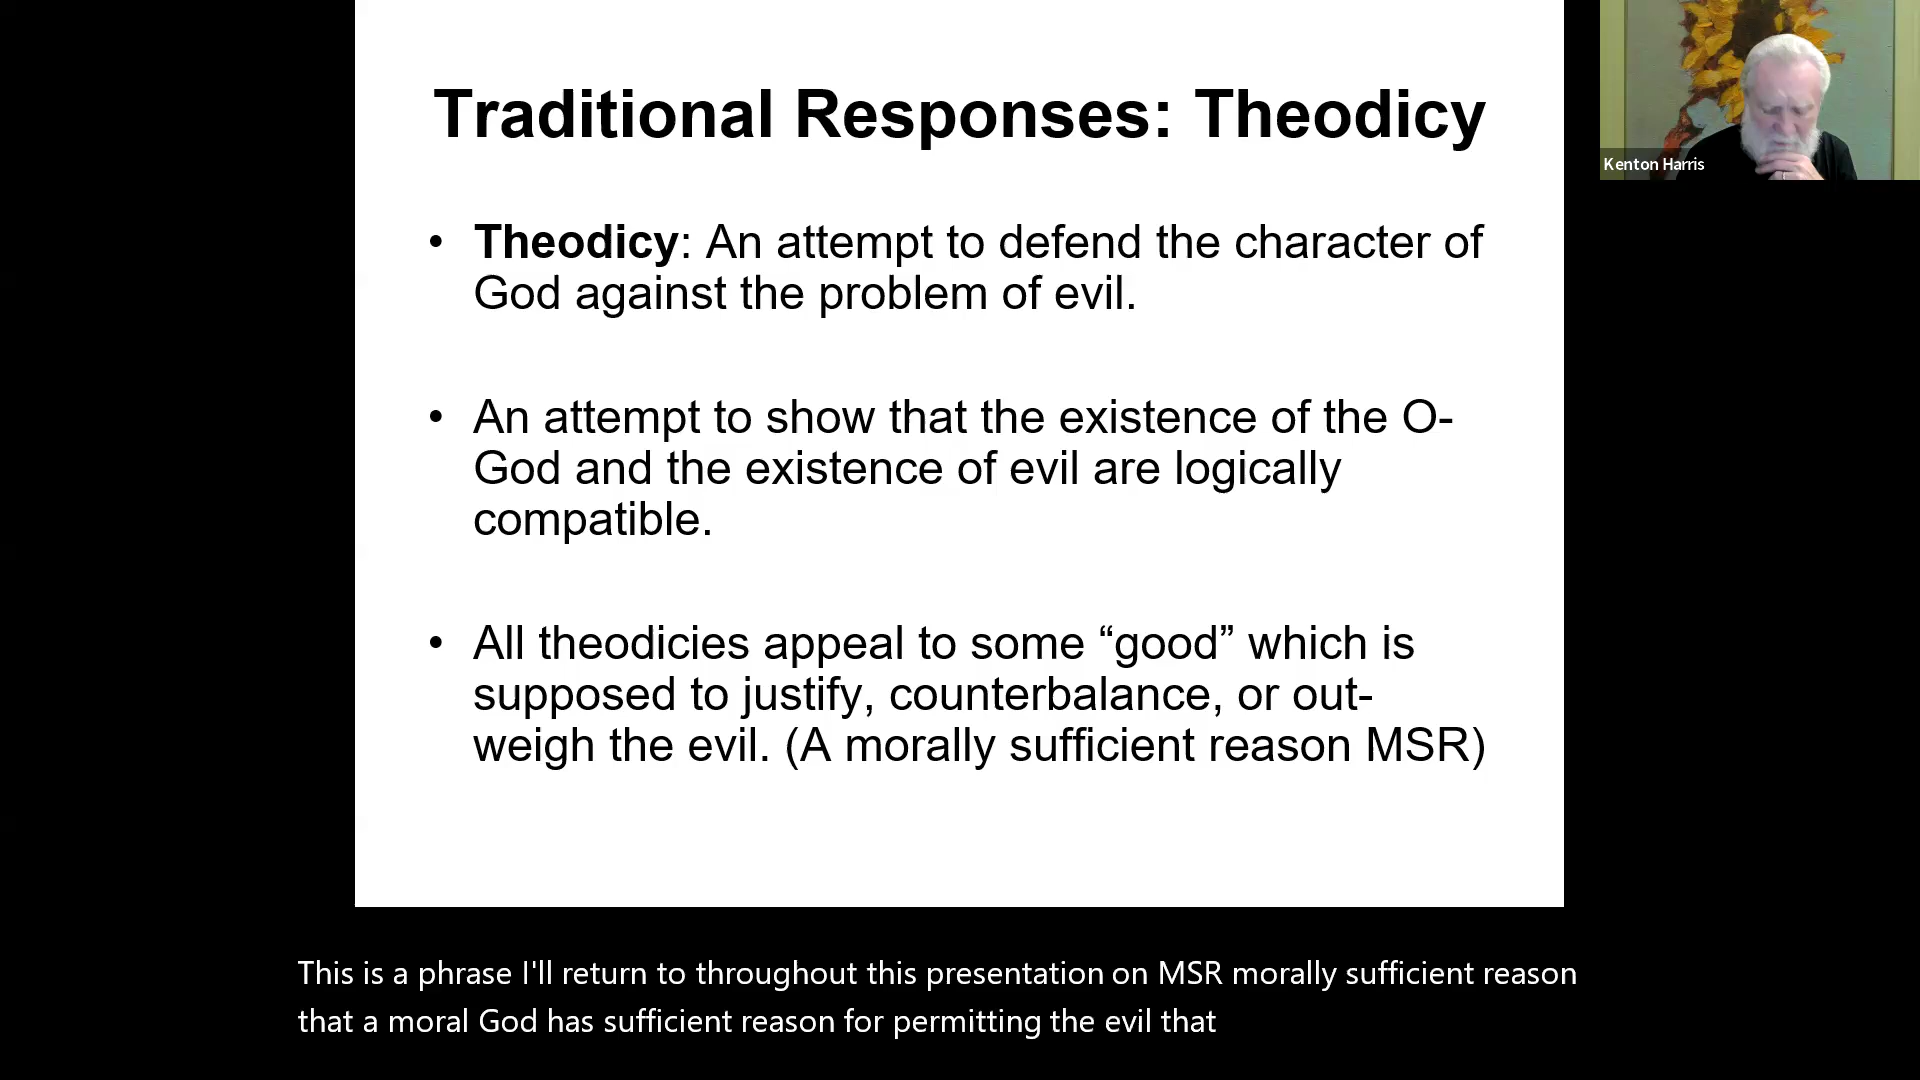 Traditional Responses: Theodicy
Kenton Harris
• Theodicy: An attempt to defend the character of
God against the problem of evil.
• An attempt to show that the existence of the O-
God and the existence of evil are logically
compatible.
• All theodicies appeal to some “good” which is
supposed to justify, counterbalance, or out-
weigh the evil. (A morally sufficient reason MSR)
This is a phrase I'll return to throughout this presentation on MSR morally sufficient reason
that a moral God has sufficient reason for permitting the evil that